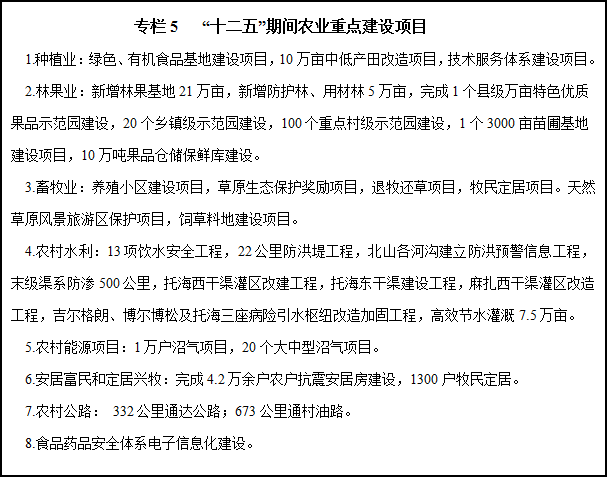 专栏 5 “十二五”期间农业重点建设项目
1.种植业：绿色、有机食品基地建设项目，10 万亩中低产田改造项目，技术服务体系建设项目。
2.林果业：新增林果基地 21 万亩，新增防护林、用材林 5 万亩，完成 1 个县级万亩特色优质
果品示范园建设，20 个乡镇级示范园建设，100 个重点村级示范园建设，1 个 3000 亩苗圃基地
建设项目，10 万吨果品仓储保鲜库建设。
3.畜牧业：养殖小区建设项目，草原生态保护奖励项目，退牧还草项目，牧民定居项目。天然
草原风景旅游区保护项目，饲草料地建设项目。
4.农村水利：13 项饮水安全工程，22 公里防洪堤工程，北山各河沟建立防洪预警信息工程，
末级渠系防渗 500 公里，托海西干渠灌区改建工程，托海东干渠建设工程，麻扎西干渠灌区改造
工程，吉尔格朗、博尔博松及托海三座病险引水枢纽改造加固工程，高效节水灌溉 7.5 万亩。
5.农村能源项目：1 万户沼气项目，20 个大中型沼气项目。
6.安居富民和定居兴牧：完成 4.2 万余户农户抗震安居房建设，1300 户牧民定居。
7.农村公路： 332 公里通达公路；673 公里通村油路。
8.食品药品安全体系电子信息化建设。